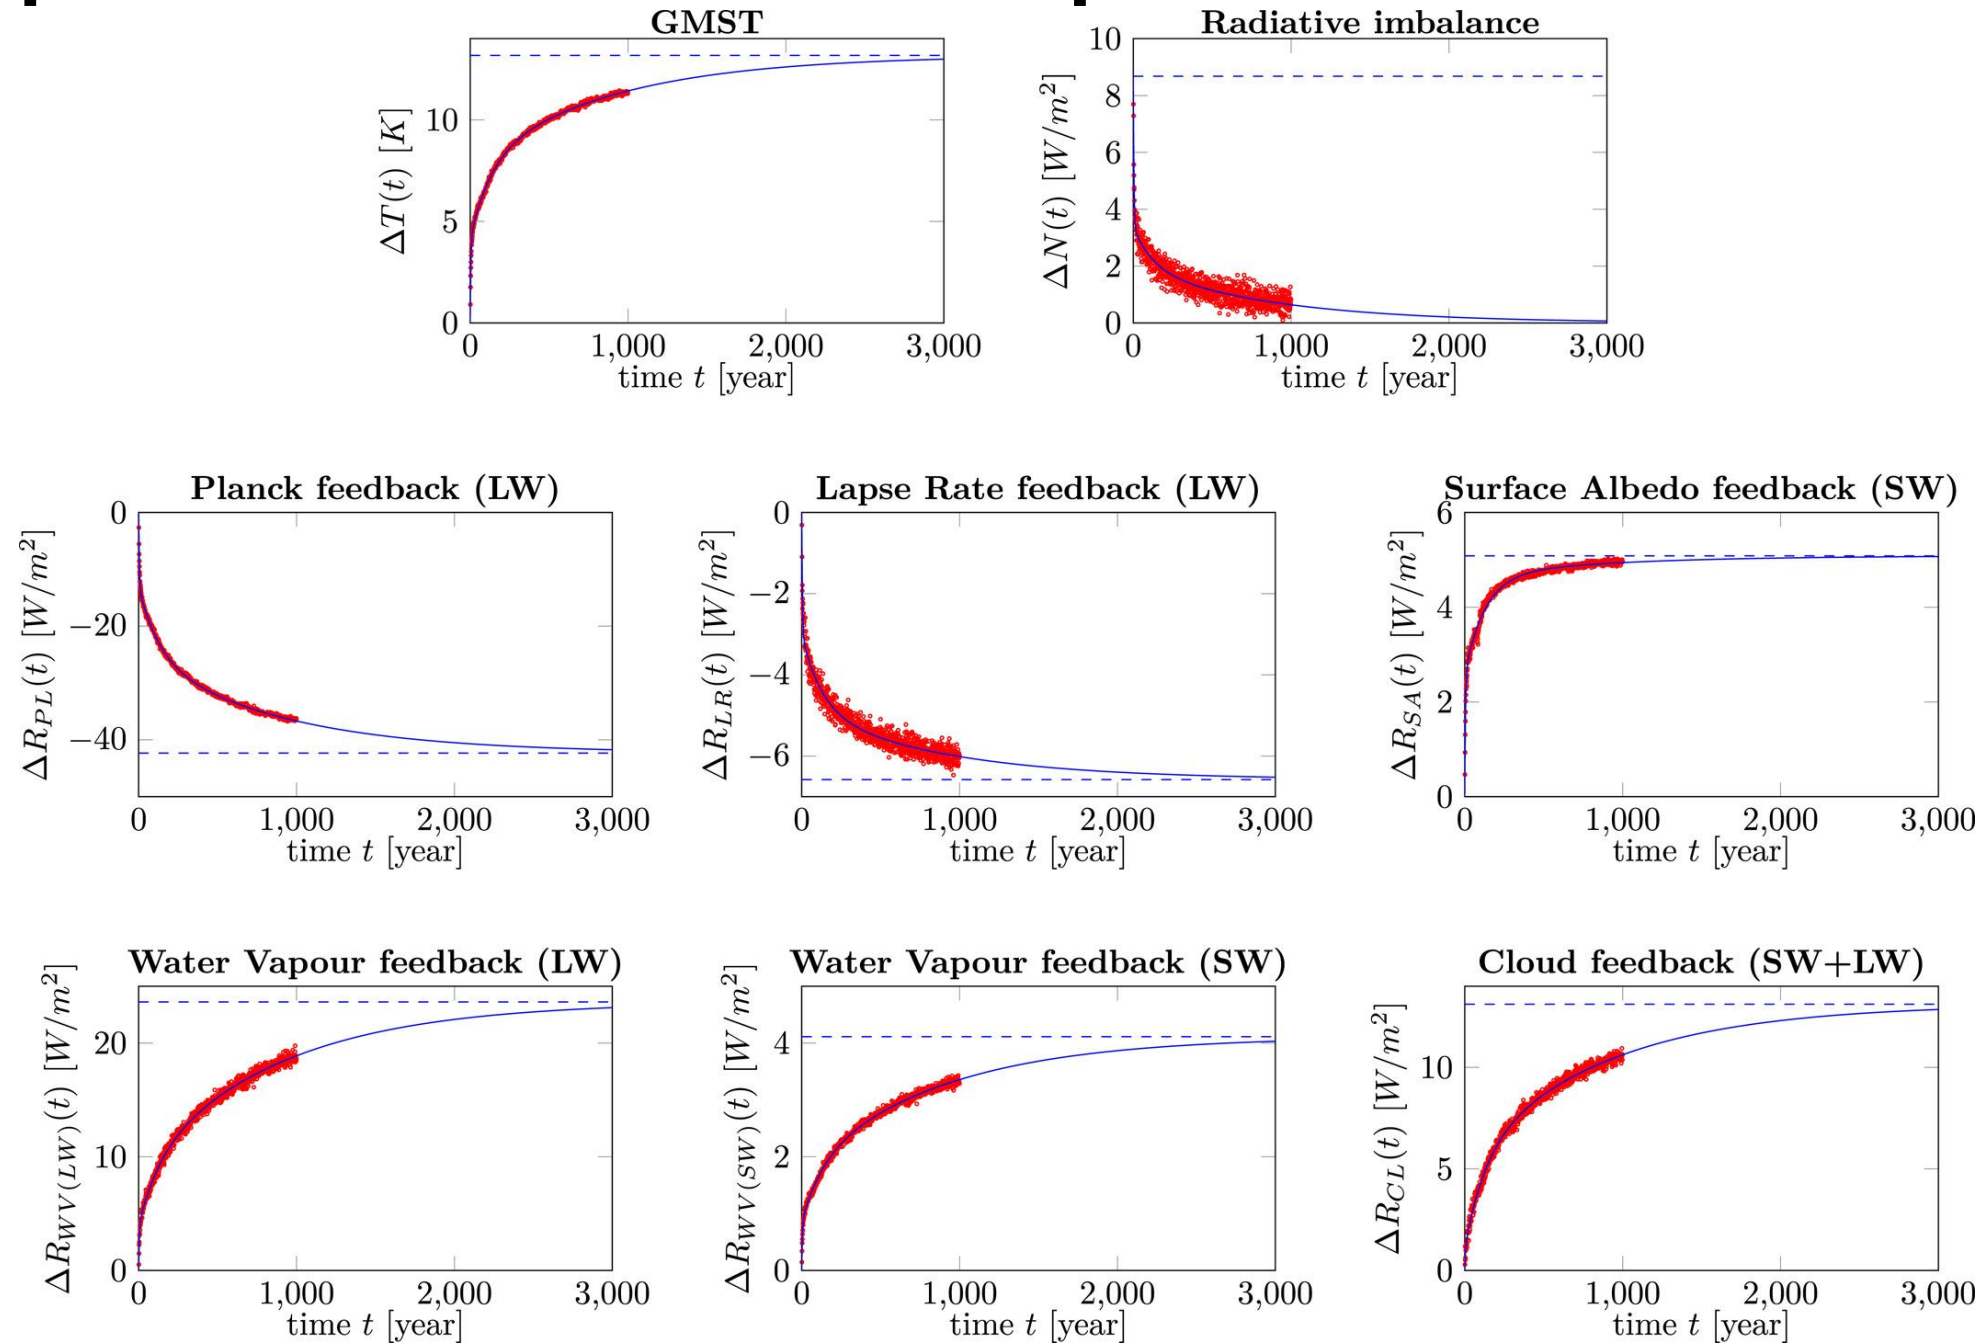 GMST
ΔT(t) [K]
10
5
0
0 1,000 2,000 3,000
time t [year]
Radiative imbalance
ΔN(t) [W/m²]
10
8
6
4
2
0
0 1,000 2,000 3,000
time t [year]
Planck feedback (LW)
ΔR_PL(t) [W/m²]
0
−20
−40
0 1,000 2,000 3,000
time t [year]
Lapse Rate feedback (LW)
ΔR_LR(t) [W/m²]
0
−2
−4
−6
0 1,000 2,000 3,000
time t [year]
Surface Albedo feedback (SW)
ΔR_SA(t) [W/m²]
6
4
2
0
0 1,000 2,000 3,000
time t [year]
Water Vapour feedback (LW)
ΔR_WV(LW)(t) [W/m²]
20
10
0
0 1,000 2,000 3,000
time t [year]
Water Vapour feedback (SW)
ΔR_WV(SW)(t) [W/m²]
4
2
0
0 1,000 2,000 3,000
time t [year]
Cloud feedback (SW+LW)
ΔR_CL(t) [W/m²]
10
5
0
0 1,000 2,000 3,000
time t [year]